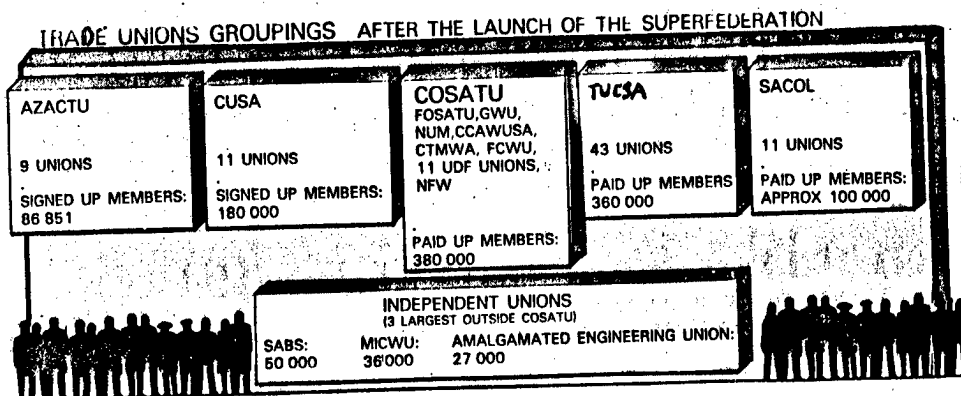 TRADE UNIONS GROUPINGS AFTER THE LAUNCH OF THE SUPERFEDERATION
AZACTU
9 UNIONS
SIGNED UP MEMBERS:
86 851
CUSA
11 UNIONS
SIGNED UP MEMBERS:
180 000
COSATU
FOSATU,GWU,
NUM,CCAWUSA,
CTMWA, FCWU,
11 UDF UNIONS,
NFW
PAID UP MEMBERS:
380 000
TUCSA
43 UNIONS
PAID UP MEMBERS
360 000
SACOL
11 UNIONS
PAID UP MEMBERS:
APPROX 100 000
INDEPENDENT UNIONS
(3 LARGEST OUTSIDE COSATU)
SABS:
50 000
MICWU:
36'000
AMALGAMATED ENGINEERING UNION:
27 000